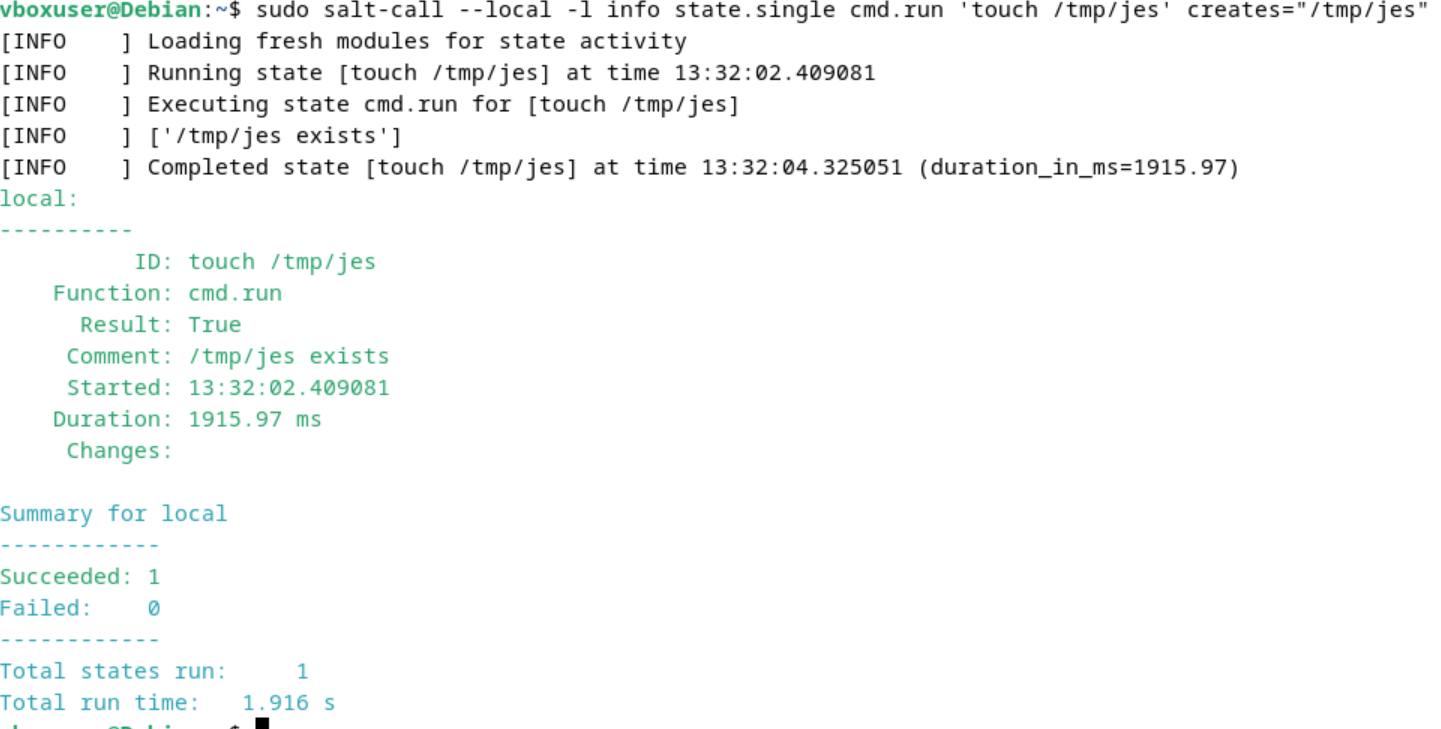 vboxuser@Debian:~$ sudo salt-call --local -l info state.single cmd.run 'touch /tmp/jes' creates="/tmp/jes"
[INFO    ] Loading fresh modules for state activity
[INFO    ] Running state [touch /tmp/jes] at time 13:32:02.409081
[INFO    ] Executing state cmd.run for [touch /tmp/jes]
[INFO    ] ['/tmp/jes exists']
[INFO    ] Completed state [touch /tmp/jes] at time 13:32:04.325051 (duration_in_ms=1915.97)
local:
----------
          ID: touch /tmp/jes
    Function: cmd.run
      Result: True
     Comment: /tmp/jes exists
     Started: 13:32:02.409081
    Duration: 1915.97 ms
     Changes:

Summary for local
------------
Succeeded: 1
Failed:    0
------------
Total states run:     1
Total run time:   1.916 s